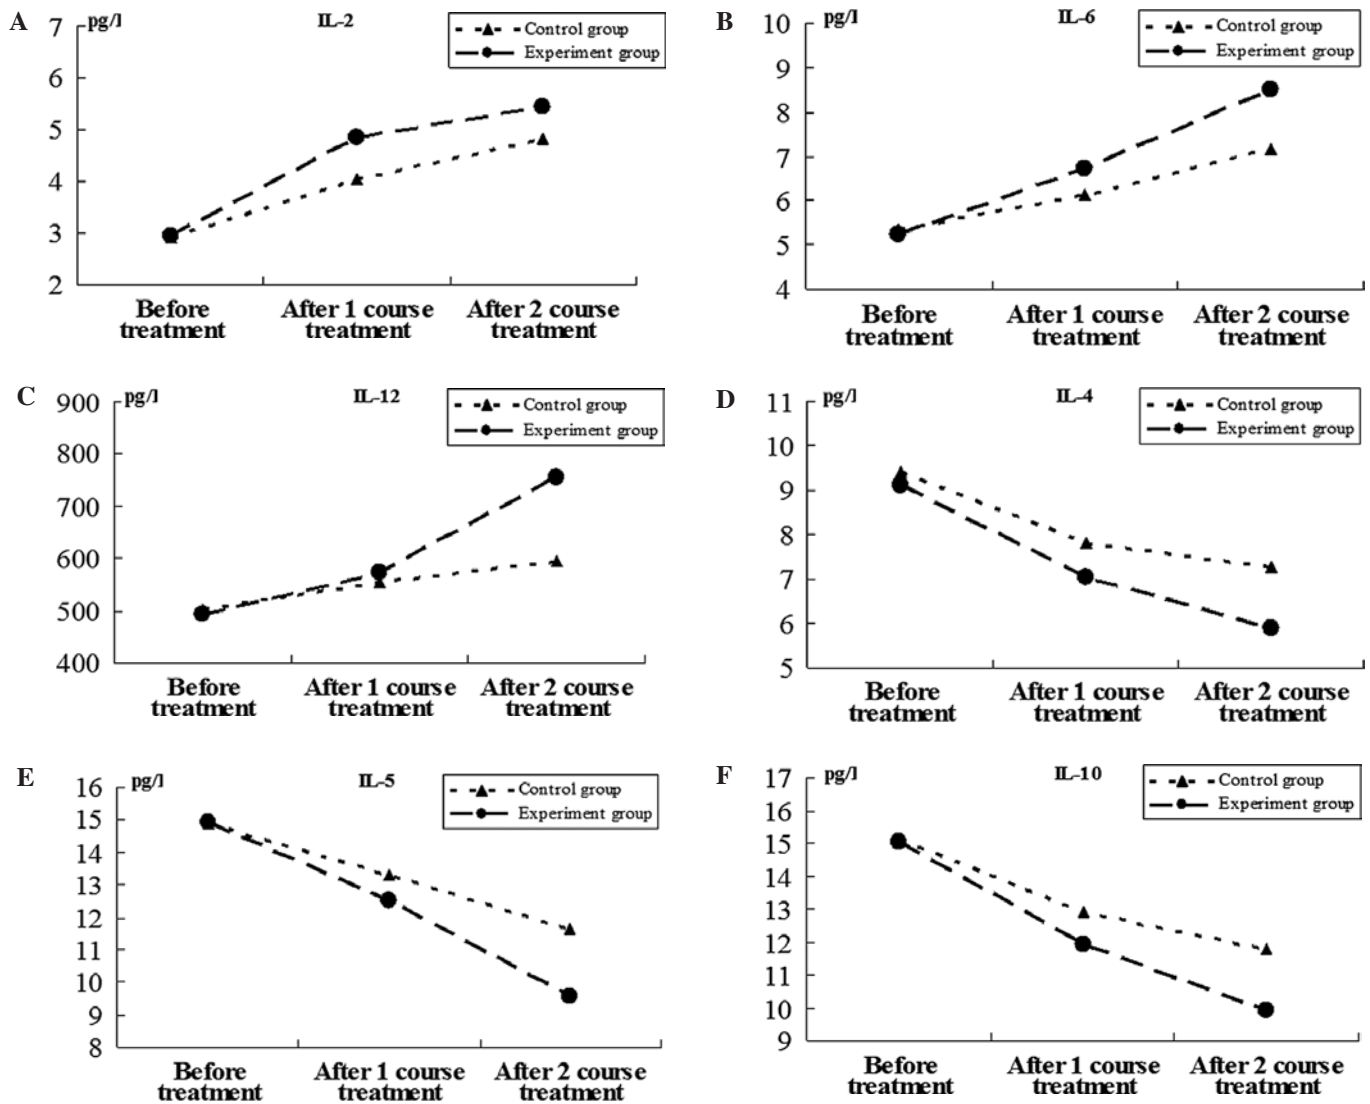 A
pg/l
IL-2
Control group
Experiment group
7
6
5
4
3
2
Before
treatment
After 1 course
treatment
After 2 course
treatment
B
pg/l
IL-6
Control group
Experiment group
10
9
8
7
6
5
4
Before
treatment
After 1 course
treatment
After 2 course
treatment
C
pg/l
IL-12
Control group
Experiment group
900
800
700
600
500
400
Before
treatment
After 1 course
treatment
After 2 course
treatment
D
pg/l
IL-4
Control group
Experiment group
11
10
9
8
7
6
5
Before
treatment
After 1 course
treatment
After 2 course
treatment
E
pg/l
IL-5
Control group
Experiment group
16
15
14
13
12
11
10
9
8
Before
treatment
After 1 course
treatment
After 2 course
treatment
F
pg/l
IL-10
Control group
Experiment group
17
16
15
14
13
12
11
10
9
Before
treatment
After 1 course
treatment
After 2 course
treatment